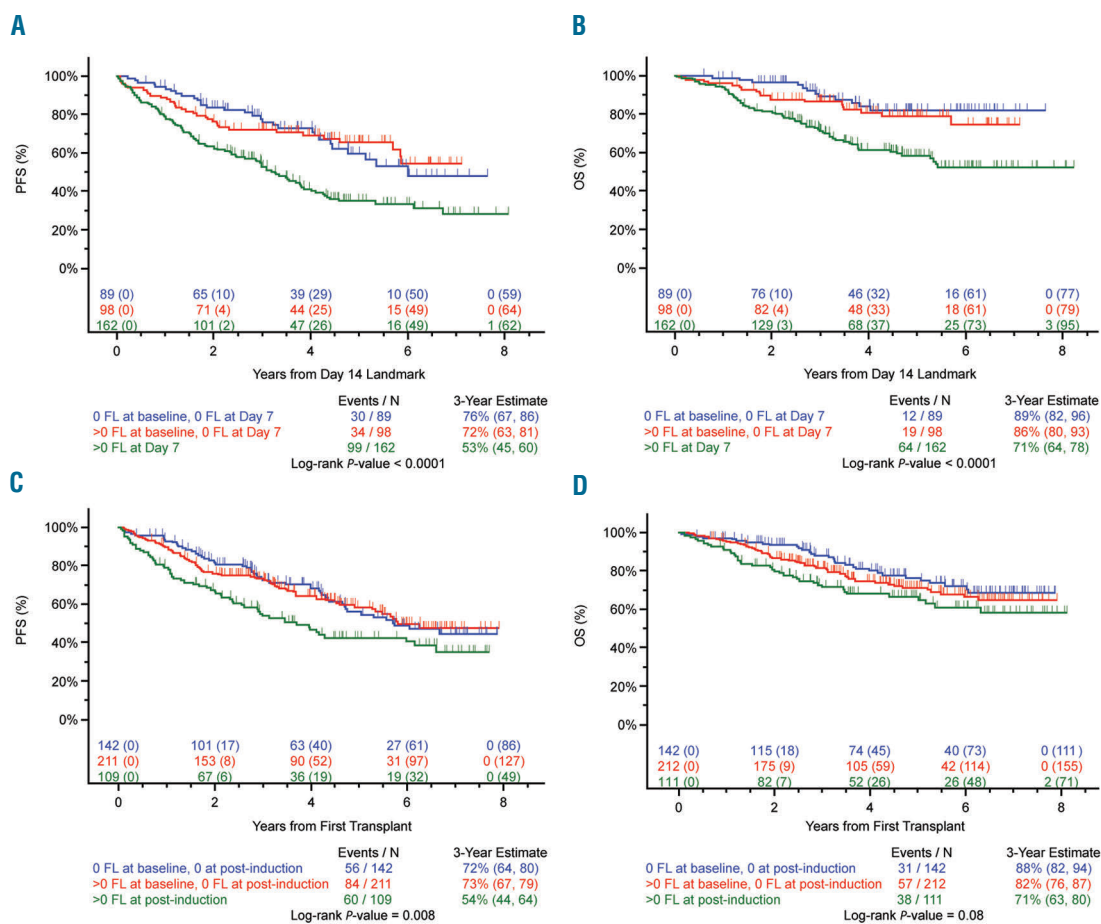 A
100%
80%
60%
40%
20%
0%
PFS (%)
89 (0) 65 (10) 39 (29) 10 (50) 0 (59)
98 (0) 71 (4) 44 (25) 15 (49) 0 (64)
162 (0) 101 (2) 47 (26) 16 (49) 1 (62)
0 2 4 6 8
Years from Day 14 Landmark
Events / N 3-Year Estimate
0 FL at baseline, 0 FL at Day 7 30 / 89 76% (67, 86)
>0 FL at baseline, 0 FL at Day 7 34 / 98 72% (63, 81)
>0 FL at Day 7 99 / 162 53% (45, 60)
Log-rank P-value < 0.0001
B
100%
80%
60%
40%
20%
0%
OS (%)
89 (0) 76 (10) 46 (32) 16 (61) 0 (77)
98 (0) 82 (4) 48 (33) 18 (61) 0 (79)
162 (0) 129 (3) 68 (37) 25 (73) 3 (95)
0 2 4 6 8
Years from Day 14 Landmark
Events / N 3-Year Estimate
0 FL at baseline, 0 FL at Day 7 12 / 89 89% (82, 96)
>0 FL at baseline, 0 FL at Day 7 19 / 98 86% (80, 93)
>0 FL at Day 7 64 / 162 71% (64, 78)
Log-rank P-value < 0.0001
C
100%
80%
60%
40%
20%
0%
PFS (%)
142 (0) 101 (17) 63 (40) 27 (61) 0 (86)
211 (0) 153 (8) 90 (52) 31 (97) 0 (127)
109 (0) 67 (6) 36 (19) 19 (32) 0 (49)
0 2 4 6 8
Years from First Transplant
Events / N 3-Year Estimate
0 FL at baseline, 0 at post-induction 56 / 142 72% (64, 80)
>0 FL at baseline, 0 FL at post-induction 84 / 211 73% (67, 79)
>0 FL at post-induction 60 / 109 54% (44, 64)
Log-rank P-value = 0.008
D
100%
80%
60%
40%
20%
0%
OS (%)
142 (0) 115 (18) 74 (45) 40 (73) 0 (111)
212 (0) 175 (9) 105 (59) 42 (114) 0 (155)
111 (0) 82 (7) 52 (26) 26 (48) 2 (71)
0 2 4 6 8
Years from First Transplant
Events / N 3-Year Estimate
0 FL at baseline, 0 at post-induction 31 / 142 88% (82, 94)
>0 FL at baseline, 0 FL at post-induction 57 / 212 82% (76, 87)
>0 FL at post-induction 38 / 111 71% (63, 80)
Log-rank P-value = 0.08